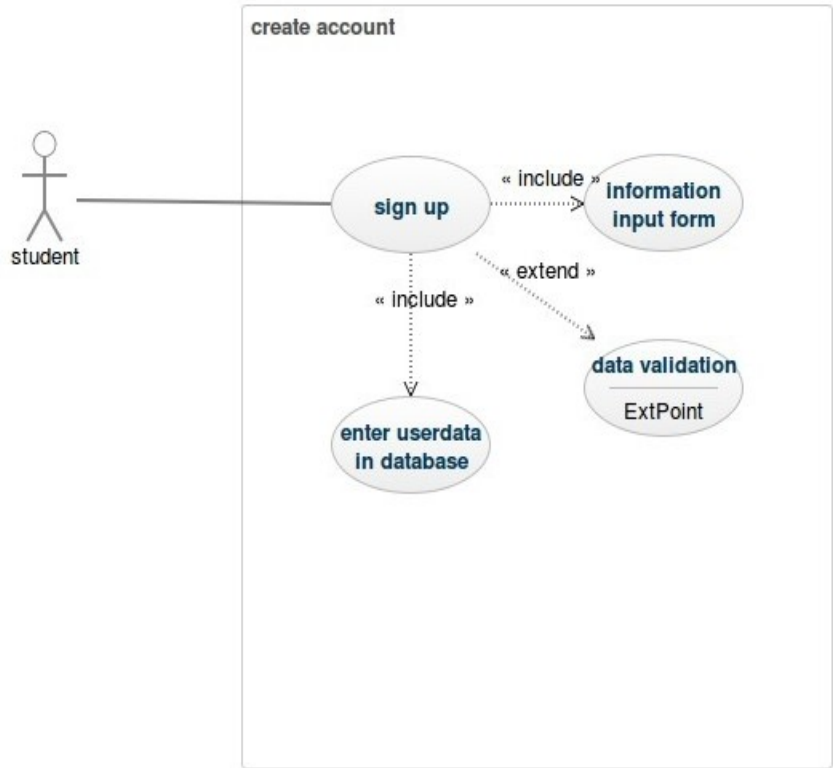 create account
student
sign up
« include »
information
input form
« extend »
« include »
data validation
ExtPoint
enter userdata
in database